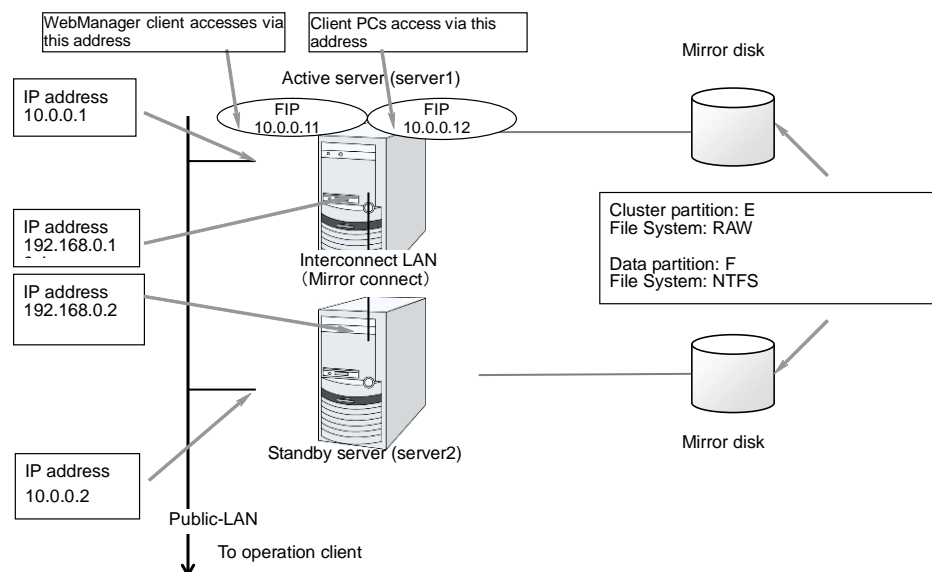 WebManager client accesses via
this address
Client PCs access via this
address
Mirror disk
Active server (server1)
IP address
10.0.0.1
FIP
10.0.0.11
FIP
10.0.0.12
IP address
192.168.0.1
Cluster partition: E
File System: RAW
Data partition: F
File System: NTFS
Interconnect LAN
（Mirror connect）
IP address
192.168.0.2
Mirror disk
Standby server (server2)
IP address
10.0.0.2
Public-LAN
To operation client